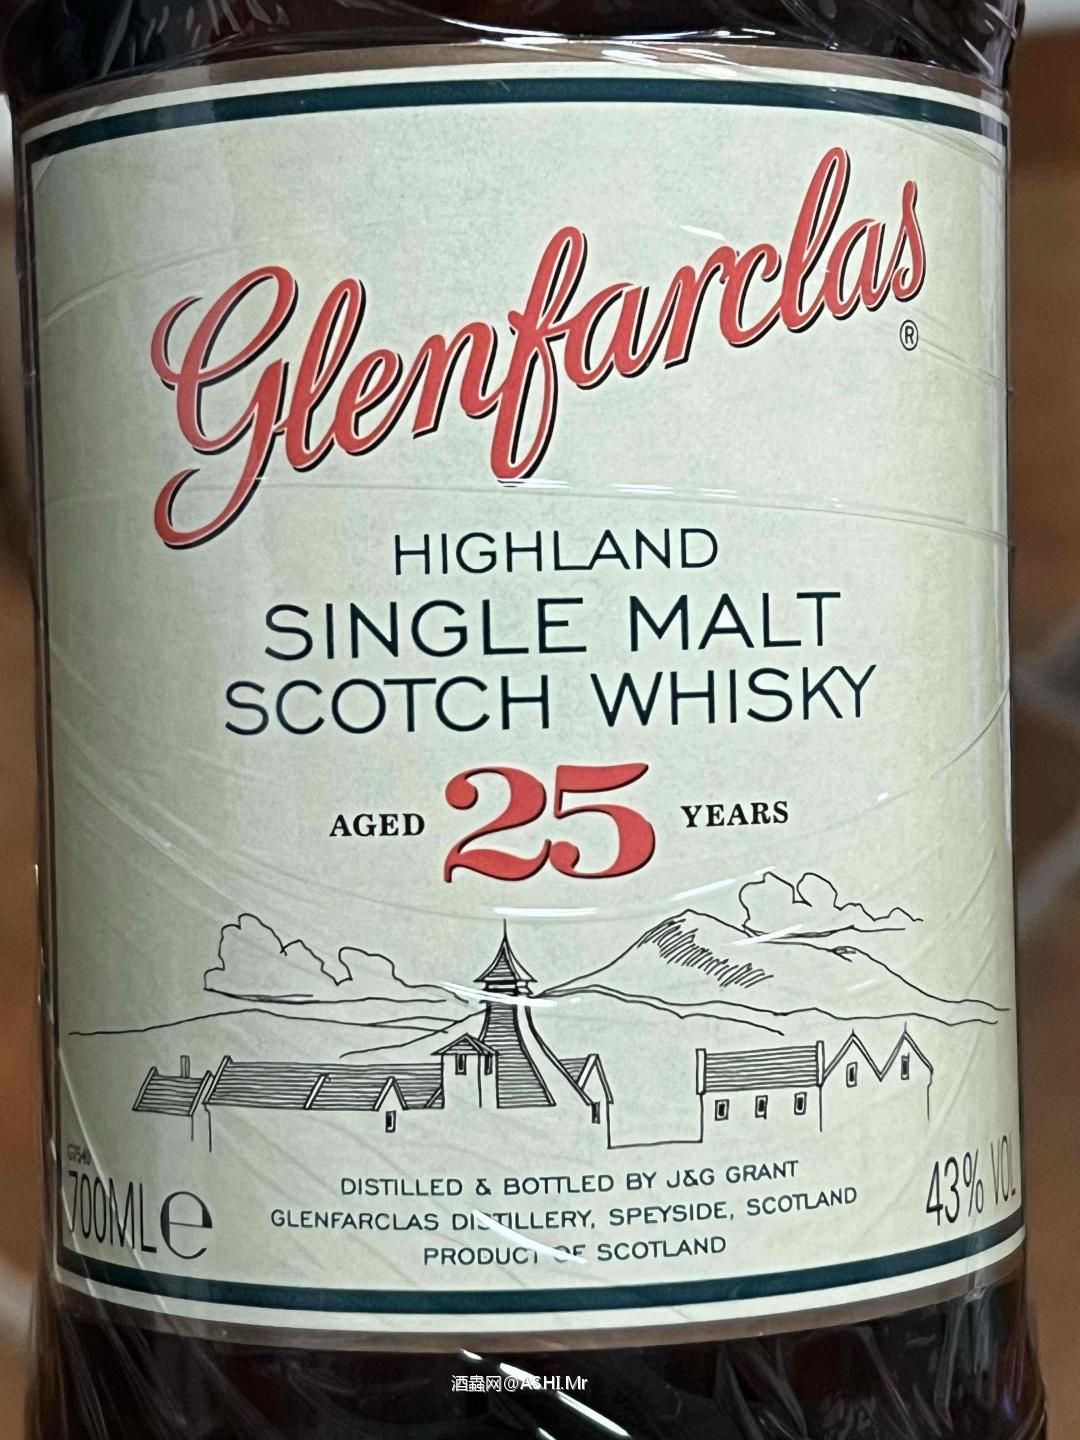 Glenfarclas
®
HIGHLAND
SINGLE MALT
SCOTCH WHISKY
AGED 25 YEARS
700ML e
43% VOL
DISTILLED & BOTTLED BY J&G GRANT
GLENFARCLAS DISTILLERY, SPEYSIDE, SCOTLAND
PRODUCT OF SCOTLAND
酒蟲网@ASHI.Mr